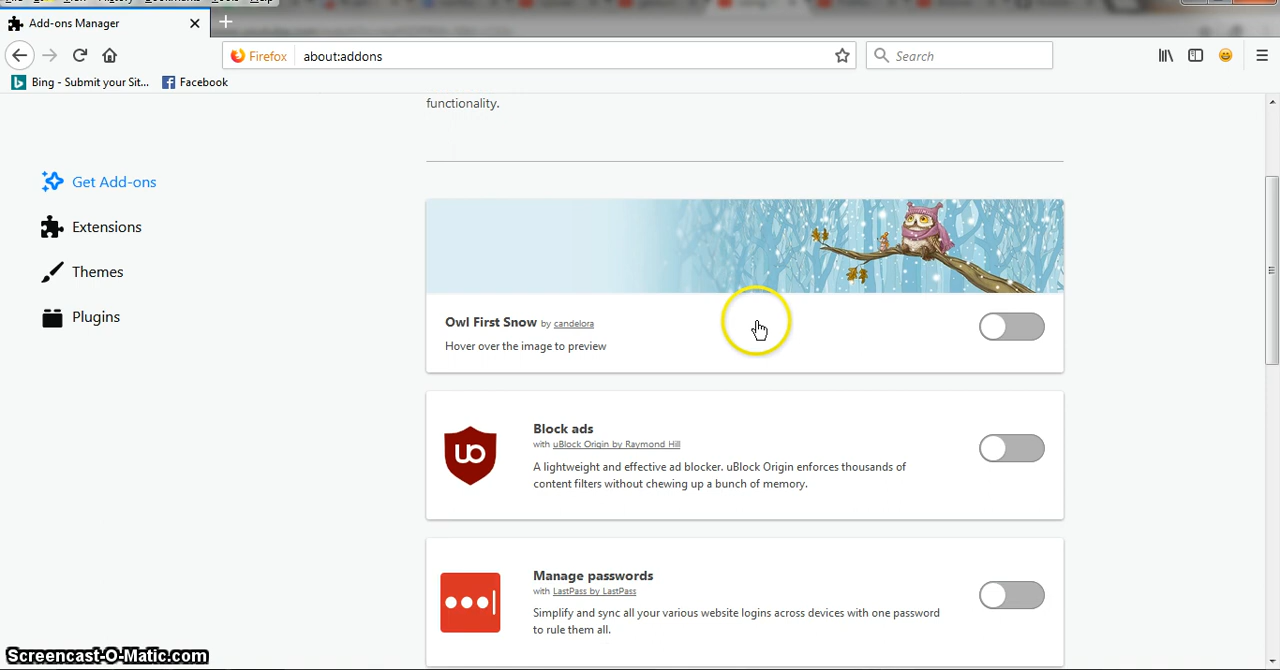 Add-ons Manager
Firefox
about:addons
Search
Bing - Submit your Sit...
Facebook
functionality.
Get Add-ons
Extensions
Themes
Plugins
Owl First Snow by candelora
Hover over the image to preview
Block ads
with uBlock Origin by Raymond Hill
A lightweight and effective ad blocker. uBlock Origin enforces thousands of
content filters without chewing up a bunch of memory.
Manage passwords
with LastPass by LastPass
Simplify and sync all your various website logins across devices with one password
to rule them all.
Screencast-O-Matic.com